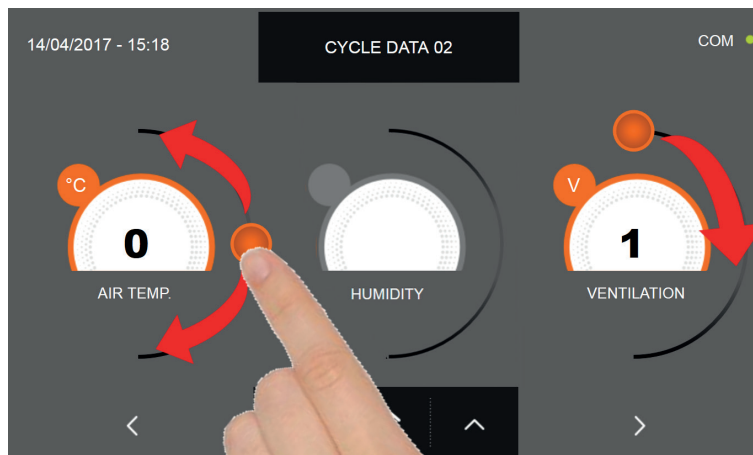 14/04/2017 - 15:18
CYCLE DATA 02
COM
°C
V
0
1
AIR TEMP.
HUMIDITY
VENTILATION